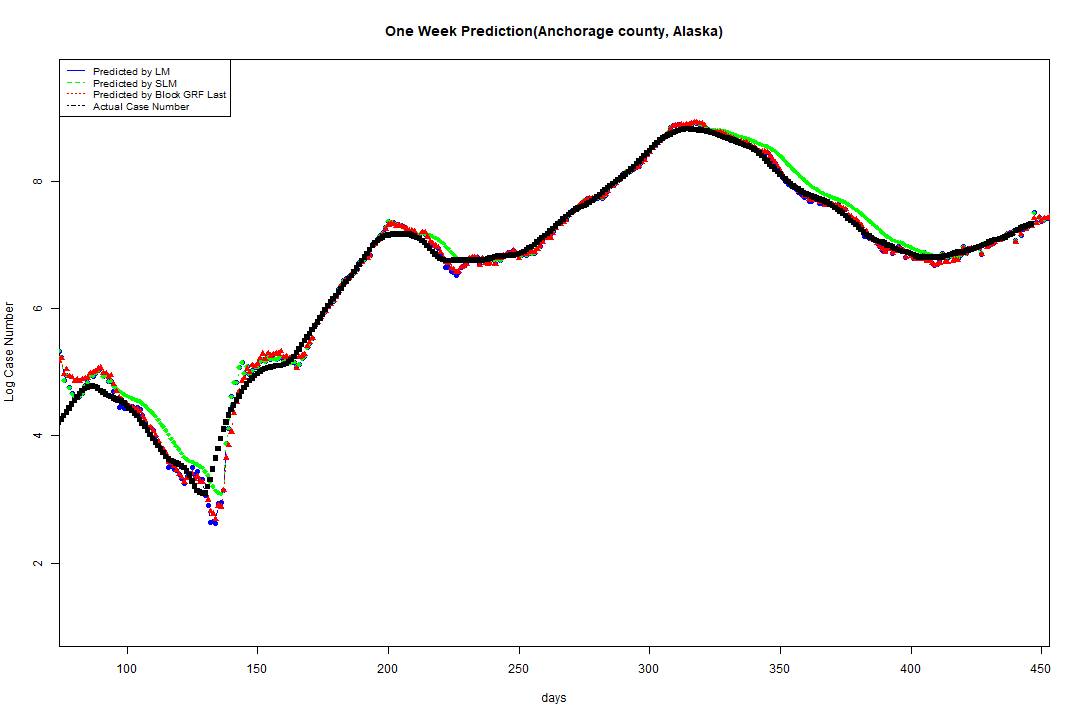 One Week Prediction(Anchorage county, Alaska)
Predicted by LM
Predicted by SLM
Predicted by Block GRF Last
Actual Case Number
Log Case Number
8
6
4
2
100 150 200 250 300 350 400 450
days